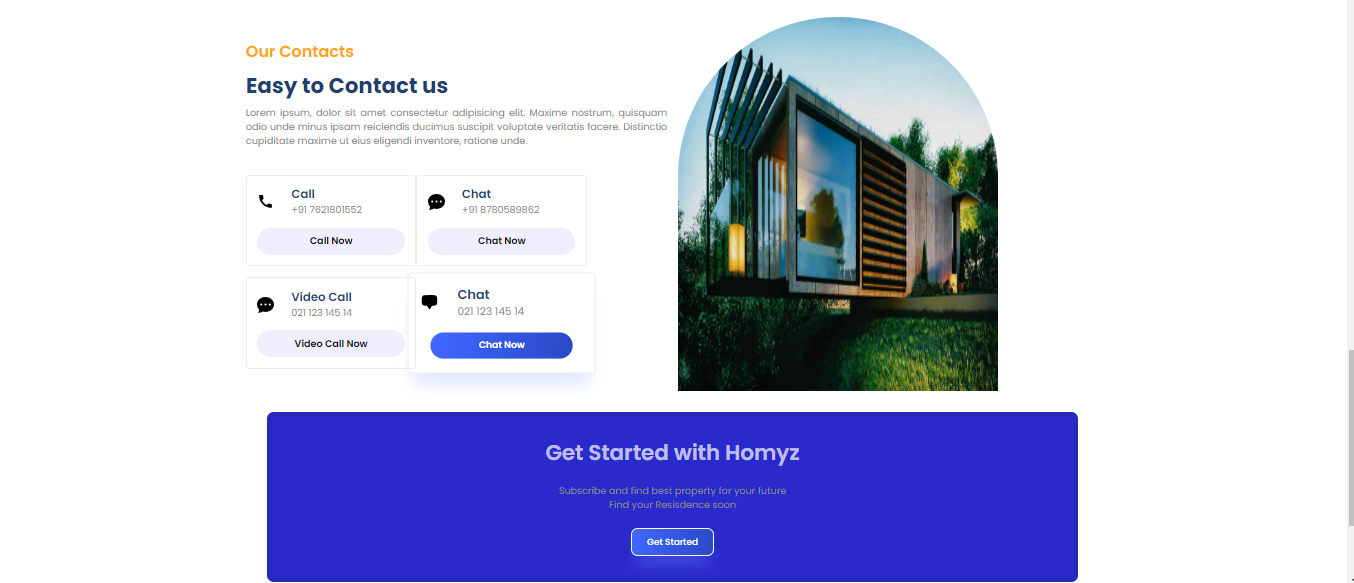 Our Contacts
Easy to Contact us
Lorem ipsum, dolor sit amet consectetur adipisicing elit. Maxime nostrum, quisquam
odio unde minus ipsam reiciendis ducimus suscipit voluptate veritatis facere. Distinctio
cupiditate maxime ut eius eligendi inventore, ratione unde.
Call
+91 7621801552
Call Now
Chat
+91 8780589862
Chat Now
Video Call
021 123 145 14
Video Call Now
Chat
021 123 145 14
Chat Now
Get Started with Homyz
Subscribe and find best property for your future
Find your Resisdence soon
Get Started